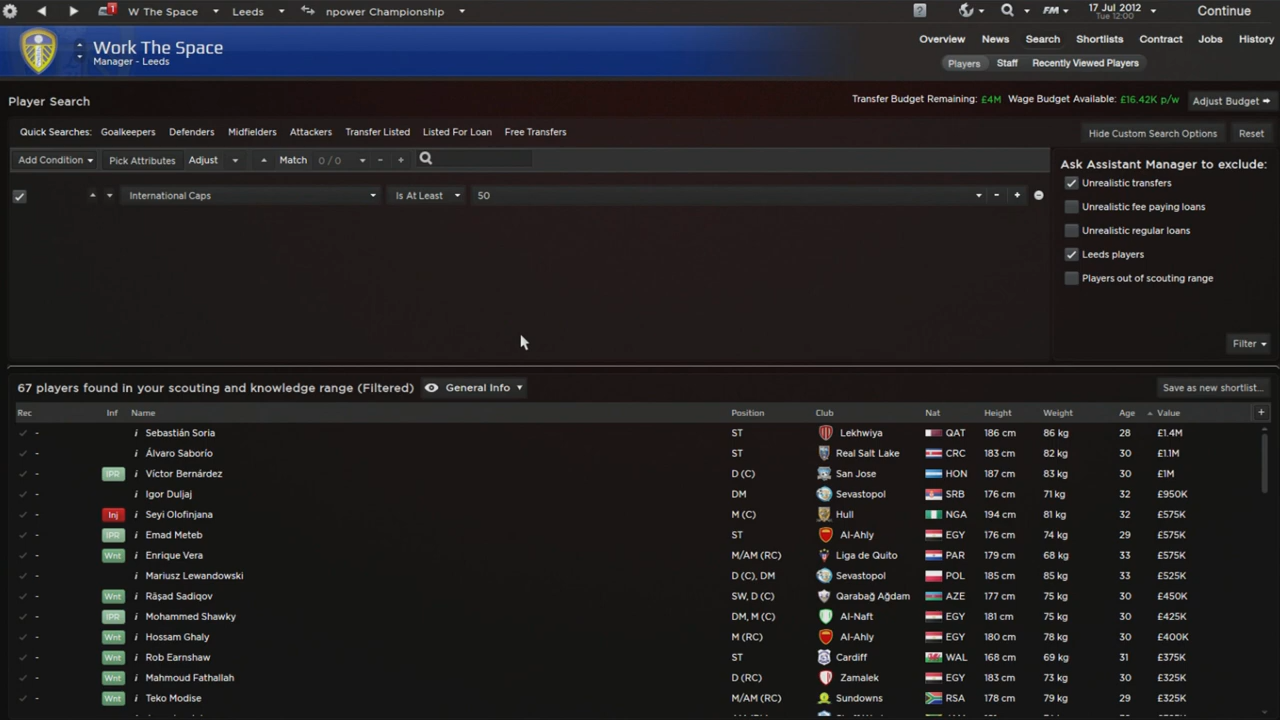 W The Space Leeds npower Championship ? FM 17 Jul 2012 Tue 12:00 Continue
Work The Space
Manager - Leeds
Overview News Search Shortlists Contract Jobs History
Players Staff Recently Viewed Players
Player Search
Transfer Budget Remaining: £4M Wage Budget Available: £16.42K p/w Adjust Budget
Quick Searches: Goalkeepers Defenders Midfielders Attackers Transfer Listed Listed For Loan Free Transfers
Hide Custom Search Options Reset
Add Condition Pick Attributes Adjust Match 0 / 0 - +
Ask Assistant Manager to exclude:
Unrealistic transfers
International Caps Is At Least 50 - +
Unrealistic fee paying loans
Unrealistic regular loans
Leeds players
Players out of scouting range
Filter
67 players found in your scouting and knowledge range (Filtered) General Info Save as new shortlist...
Rec Inf Name Position Club Nat Height Weight Age Value +
- i Sebastián Soria ST Lekhwiya QAT 186 cm 86 kg 28 £1.4M
- i Álvaro Saborío ST Real Salt Lake CRC 183 cm 82 kg 30 £1.1M
- IPR i Víctor Bernárdez D (C) San Jose HON 187 cm 83 kg 30 £1M
- i Igor Duljaj DM Sevastopol SRB 176 cm 71 kg 32 £950K
- Inj i Seyi Olofinjana M (C) Hull NGA 194 cm 81 kg 32 £575K
- IPR i Emad Meteb ST Al-Ahly EGY 176 cm 74 kg 29 £575K
- Wnt i Enrique Vera M/AM (RC) Liga de Quito PAR 179 cm 68 kg 33 £575K
- i Mariusz Lewandowski D (C), DM Sevastopol POL 185 cm 85 kg 33 £525K
- Wnt i Räşad Sadiqov SW, D (C) Qarabağ Ağdam AZE 177 cm 75 kg 30 £450K
- IPR i Mohammed Shawky DM, M (C) Al-Naft EGY 181 cm 75 kg 30 £425K
- Wnt i Hossam Ghaly M (RC) Al-Ahly EGY 180 cm 78 kg 30 £400K
- Wnt i Rob Earnshaw ST Cardiff WAL 168 cm 69 kg 31 £375K
- Wnt i Mahmoud Fathallah D (RC) Zamalek EGY 183 cm 73 kg 30 £325K
- Wnt i Teko Modise M/AM (RC) Sundowns RSA 178 cm 79 kg 29 £325K